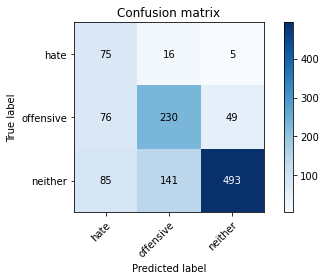 Confusion matrix
True label
hate 75 16 5
offensive 76 230 49
neither 85 141 493
hate offensive neither
Predicted label
400
300
200
100